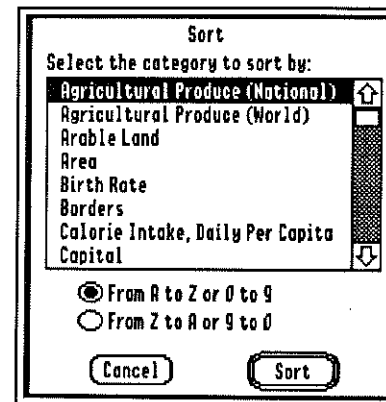 Sort
Select the category to sort by:
Agricultural Produce (National)
Agricultural Produce (World)
Arable Land
Area
Birth Rate
Borders
Calorie Intake, Daily Per Capita
Capital
From A to Z or 0 to 9
From Z to A or 9 to 0
Cancel
Sort